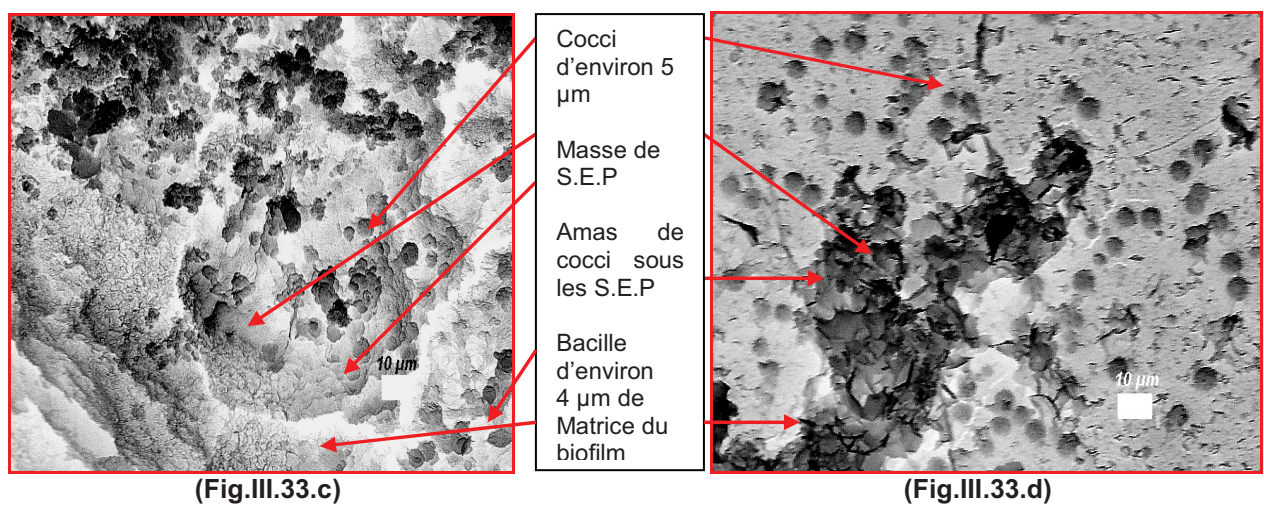 Cocci
d'environ 5
µm
Masse de
S.E.P
Amas de
cocci sous
les S.E.P
Bacille
d'environ
4 µm de
Matrice du
biofilm
10 µm
10 µm
(Fig.III.33.c)
(Fig.III.33.d)